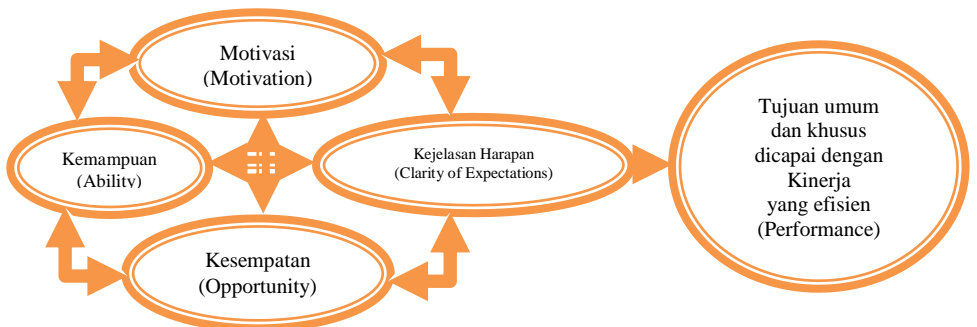 Motivasi
(Motivation)
Kemampuan
(Ability)
Kejelasan Harapan
(Clarity of Expectations)
Kesempatan
(Opportunity)
Tujuan umum
dan khusus
dicapai dengan
Kinerja
yang efisien
(Performance)